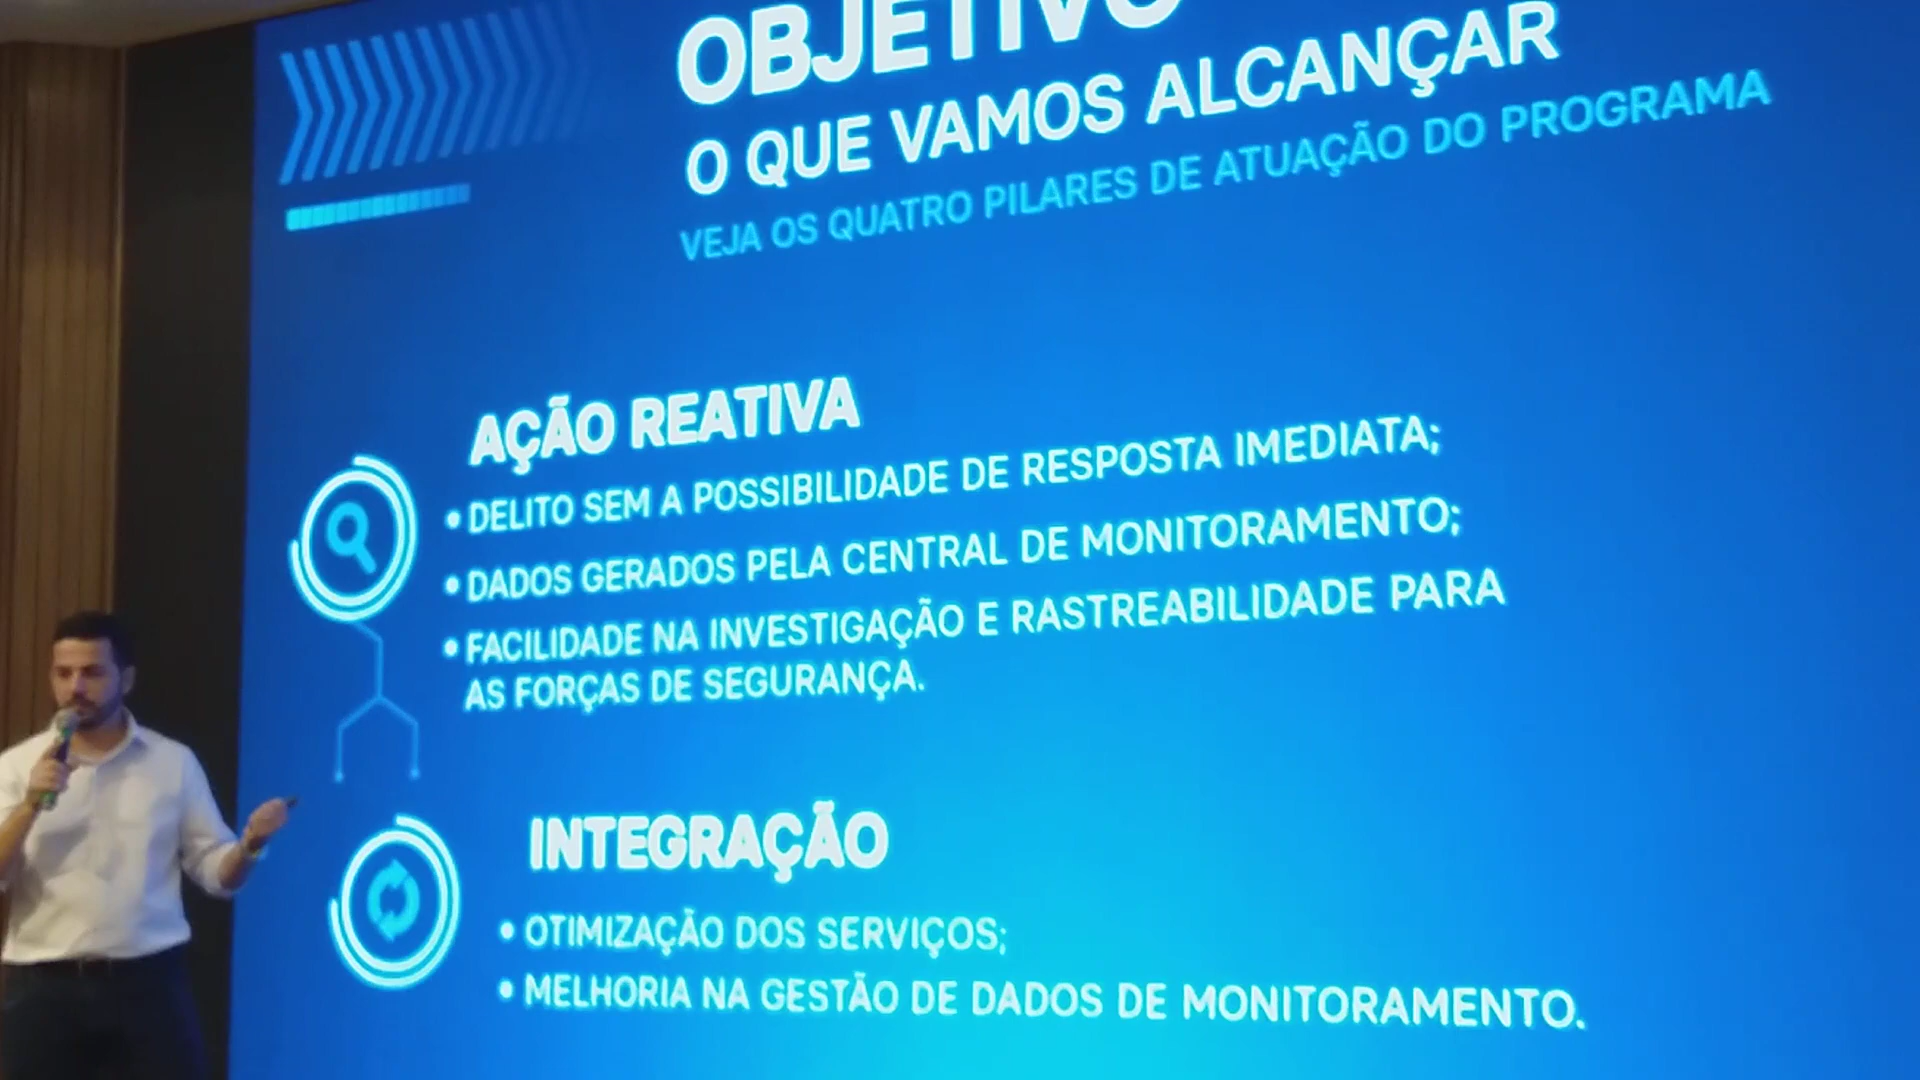 OBJETIVO
O QUE VAMOS ALCANÇAR
VEJA OS QUATRO PILARES DE ATUAÇÃO DO PROGRAMA
AÇÃO REATIVA
• DELITO SEM A POSSIBILIDADE DE RESPOSTA IMEDIATA;
• DADOS GERADOS PELA CENTRAL DE MONITORAMENTO;
• FACILIDADE NA INVESTIGAÇÃO E RASTREABILIDADE PARA
AS FORÇAS DE SEGURANÇA.
INTEGRAÇÃO
• OTIMIZAÇÃO DOS SERVIÇOS;
• MELHORIA NA GESTÃO DE DADOS DE MONITORAMENTO.